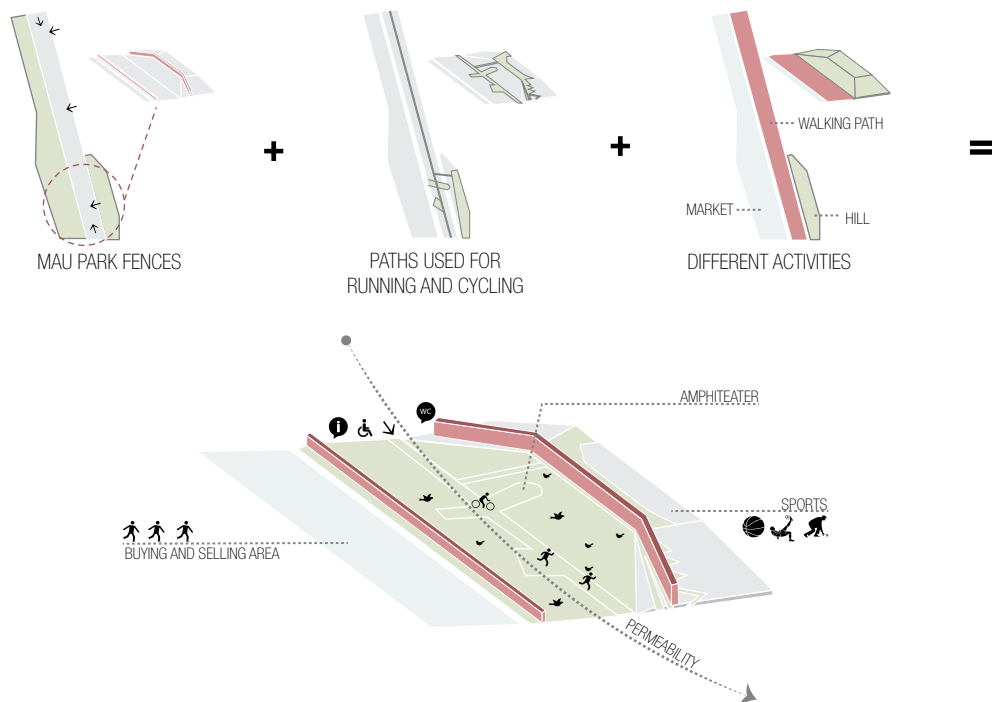 +
+
=
WALKING PATH
MARKET
HILL
MAU PARK FENCES
PATHS USED FOR
RUNNING AND CYCLING
DIFFERENT ACTIVITIES
AMPHITEATER
i
WC
SPORTS
BUYING AND SELLING AREA
PERMEABILITY